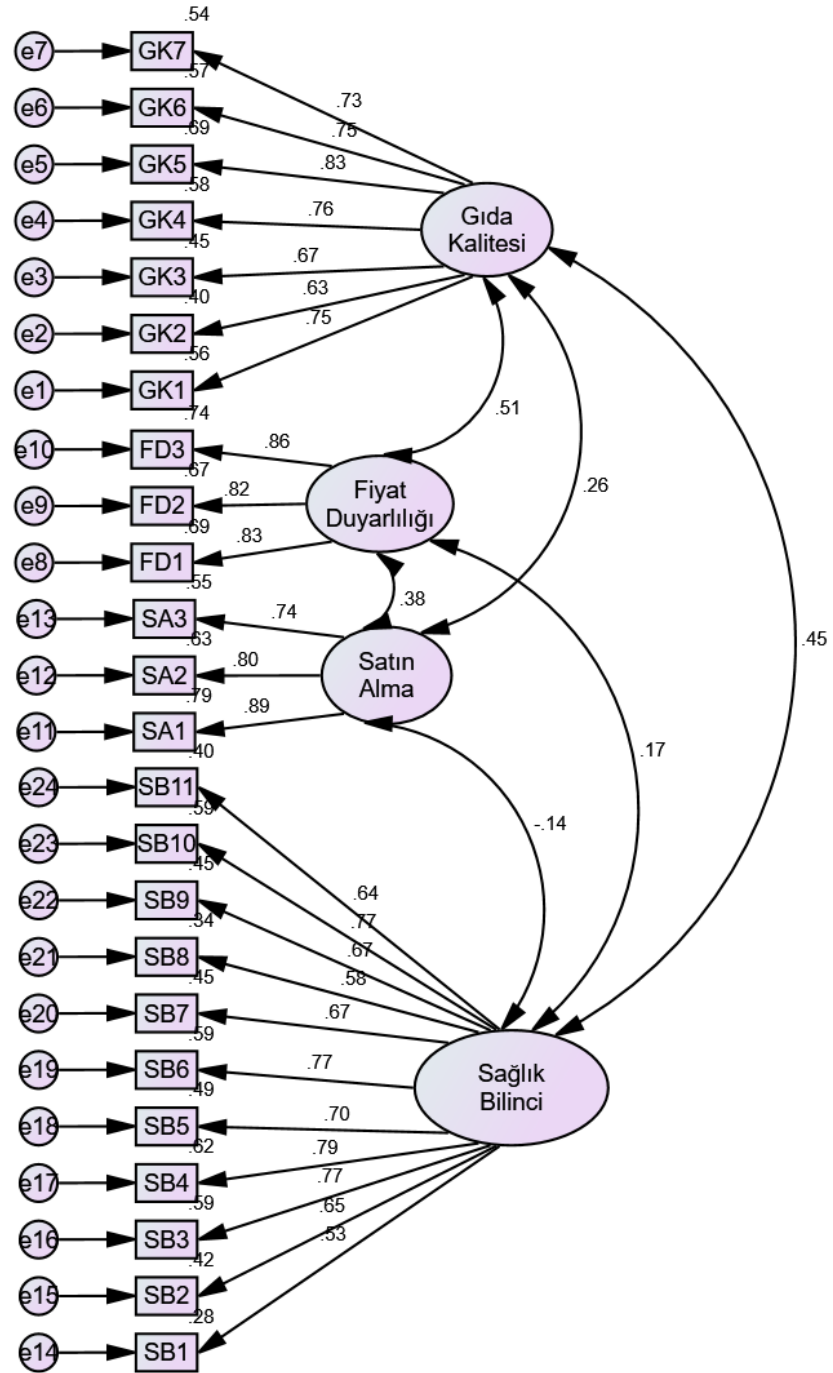 .54
e7 GK7
.57 .73
e6 GK6
.69 .75
e5 GK5 .83
.58
e4 GK4 .76
.45
e3 GK3 .67
.40 .63
e2 GK2 .75
.56
e1 GK1
.74
Gıda
Kalitesi
.51
.26
.45
e10 FD3 .86
.67
e9 FD2 .82
.69
e8 FD1 .83
.55
Fiyat
Duyarlılığı
.38
.17
e13 SA3 .74
.63
e12 SA2 .80
.79
e11 SA1 .89
.40
Satın
Alma
-.14
e24 SB11 .64
.59
e23 SB10 .77
.45
e22 SB9 .67
.34
e21 SB8 .58
.45
e20 SB7 .67
.59
e19 SB6 .77
.49
e18 SB5 .70
.62
e17 SB4 .79
.59
e16 SB3 .77
.42
e15 SB2 .65
.28
e14 SB1 .53
Sağlık
Bilinci